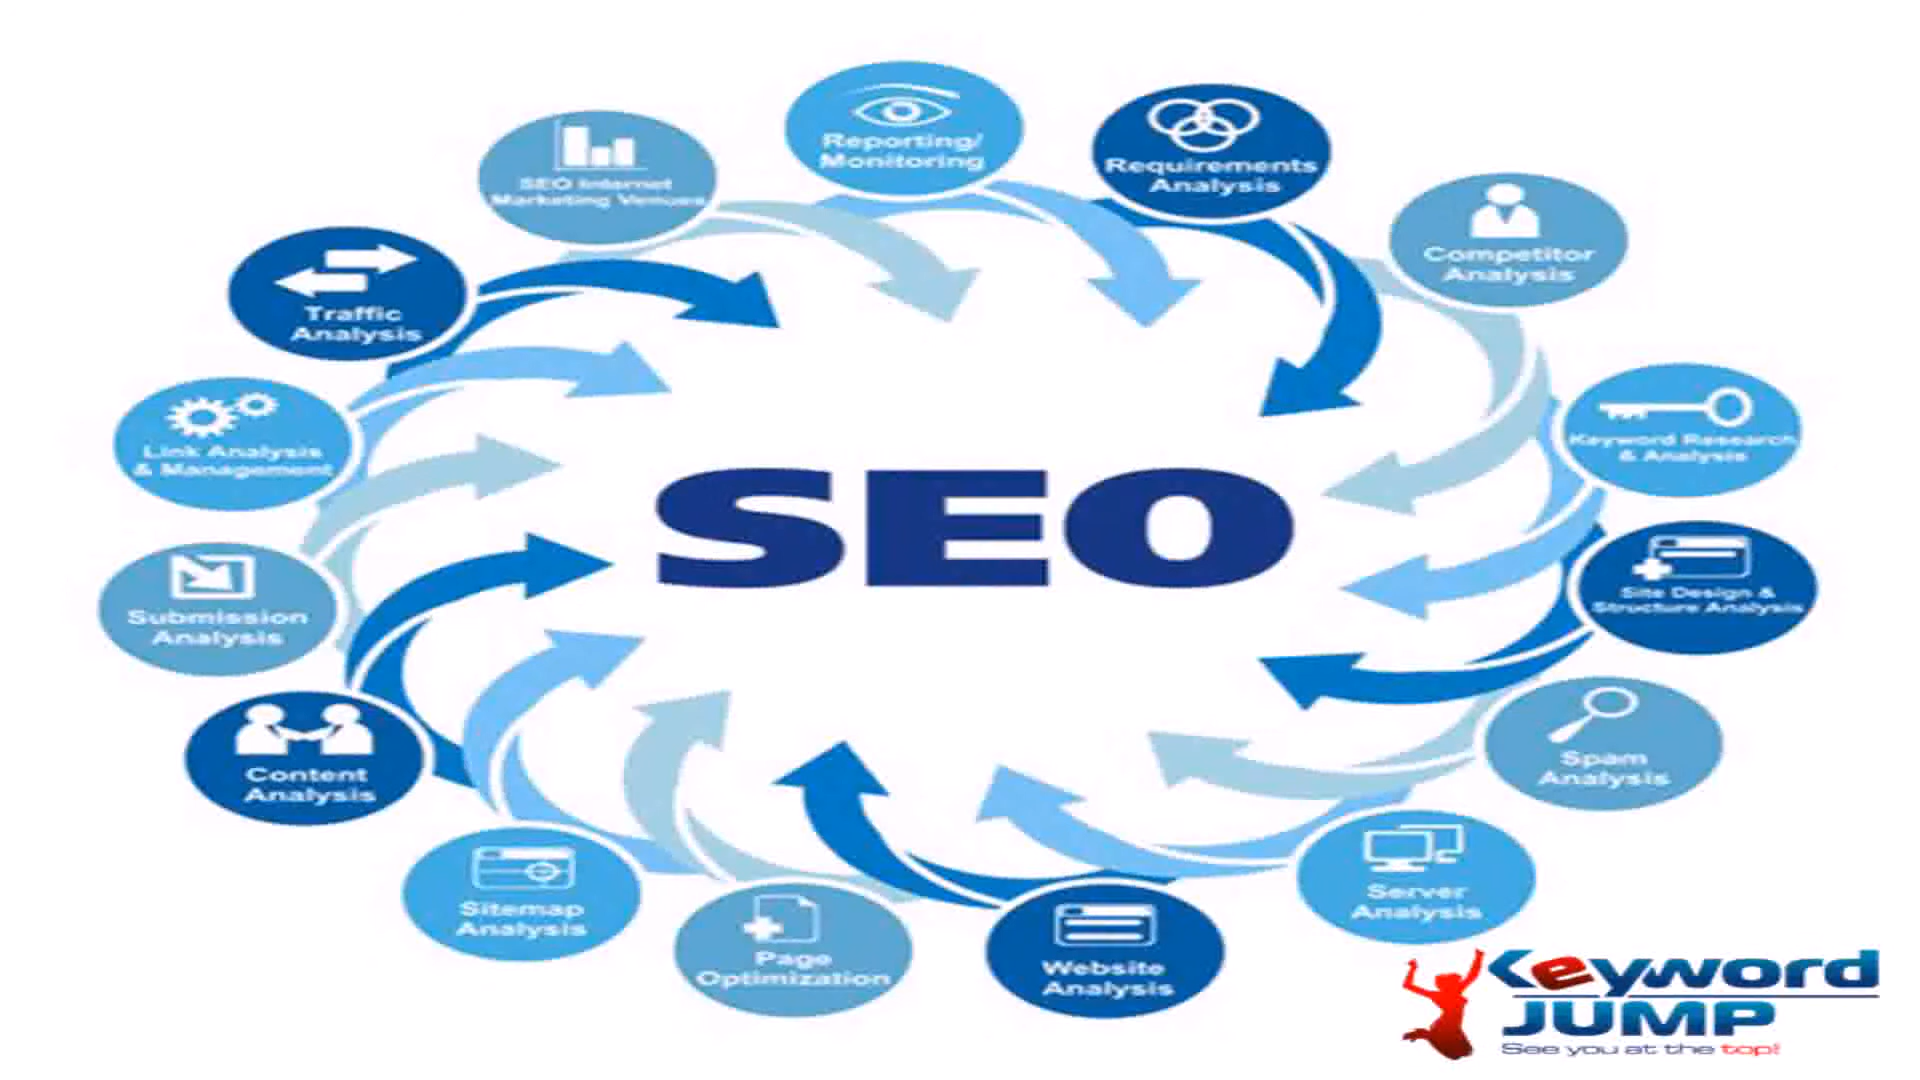 Reporting/
Monitoring
Requirements
Analysis
SEO Internet
Marketing Venues
Competitor
Analysis
Traffic
Analysis
Keyword Research
& Analysis
Link Analysis
& Management
SEO
Site Design &
Structure Analysis
Submission
Analysis
Spam
Analysis
Content
Analysis
Server
Analysis
Sitemap
Analysis
Page
Optimization
Website
Analysis
Keyword
JUMP
See you at the top!